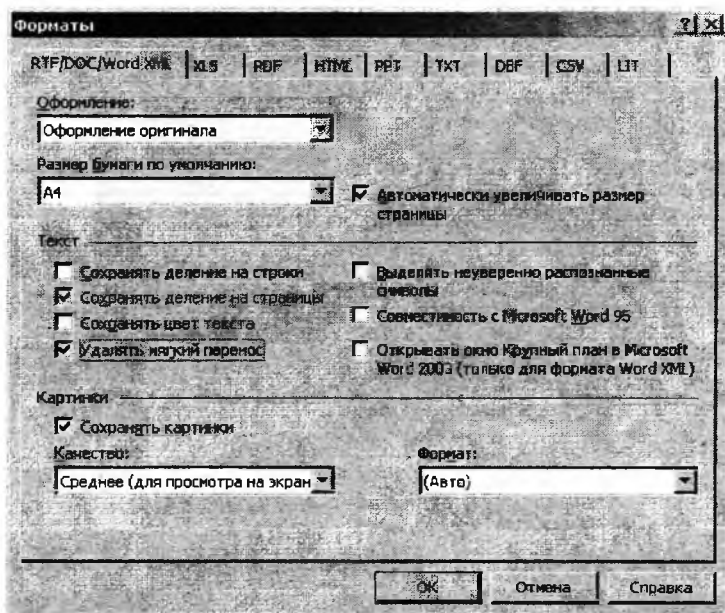 Форматы
RTF/DOC/Word XML XLS PDF HTML PPT TXT DBF CSV LIT
Оформление:
Оформление оригинала
Размер бумаги по умолчанию:
A4
Автоматически увеличивать размер
страницы
Текст
Сохранять деление на строки
Сохранять деление на страницы
Сохранять цвет текста
Удалять мягкий перенос
Выделять неуверенно распознанные
символы
Совместимость с Microsoft Word 95
Открывать окно Крупный план в Microsoft
Word 2003 (только для формата Word XML)
Картинки
Сохранять картинки
Качество:
Среднее (для просмотра на экран
Формат:
(Авто)
OK Отмена Справка